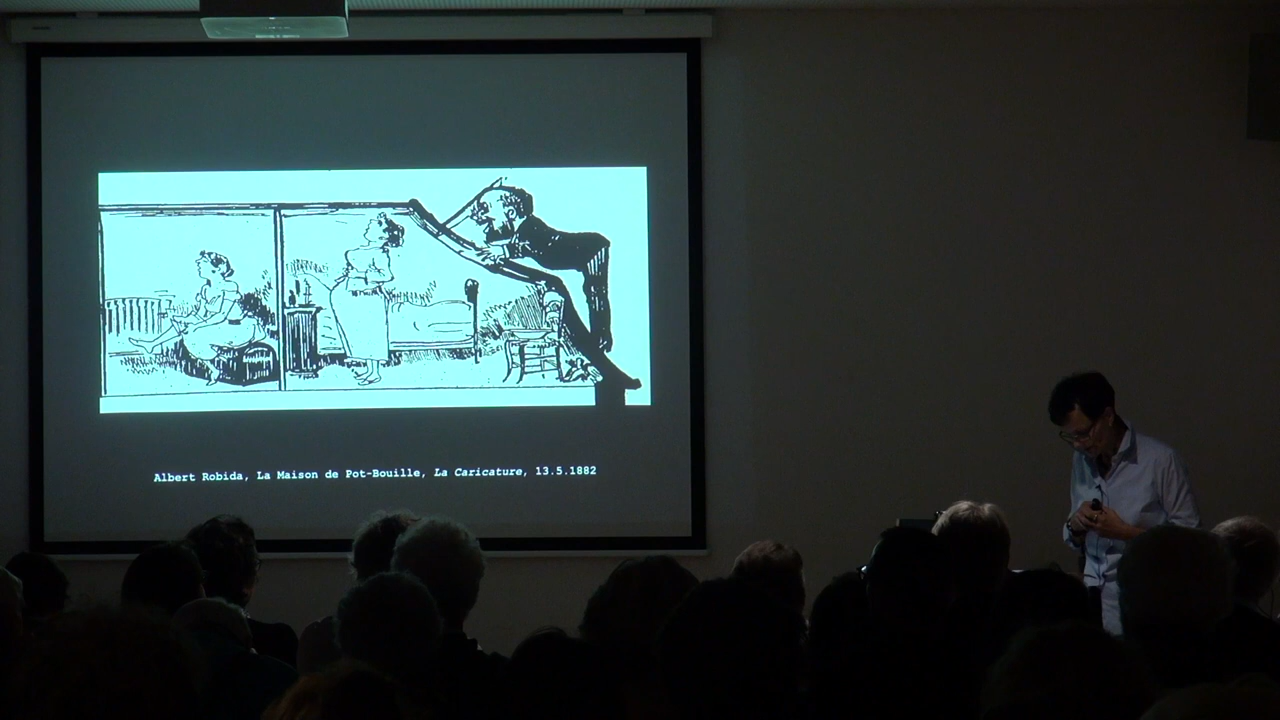 Albert Robida, La Maison de Pot-Bouille, La Caricature, 13.5.1882